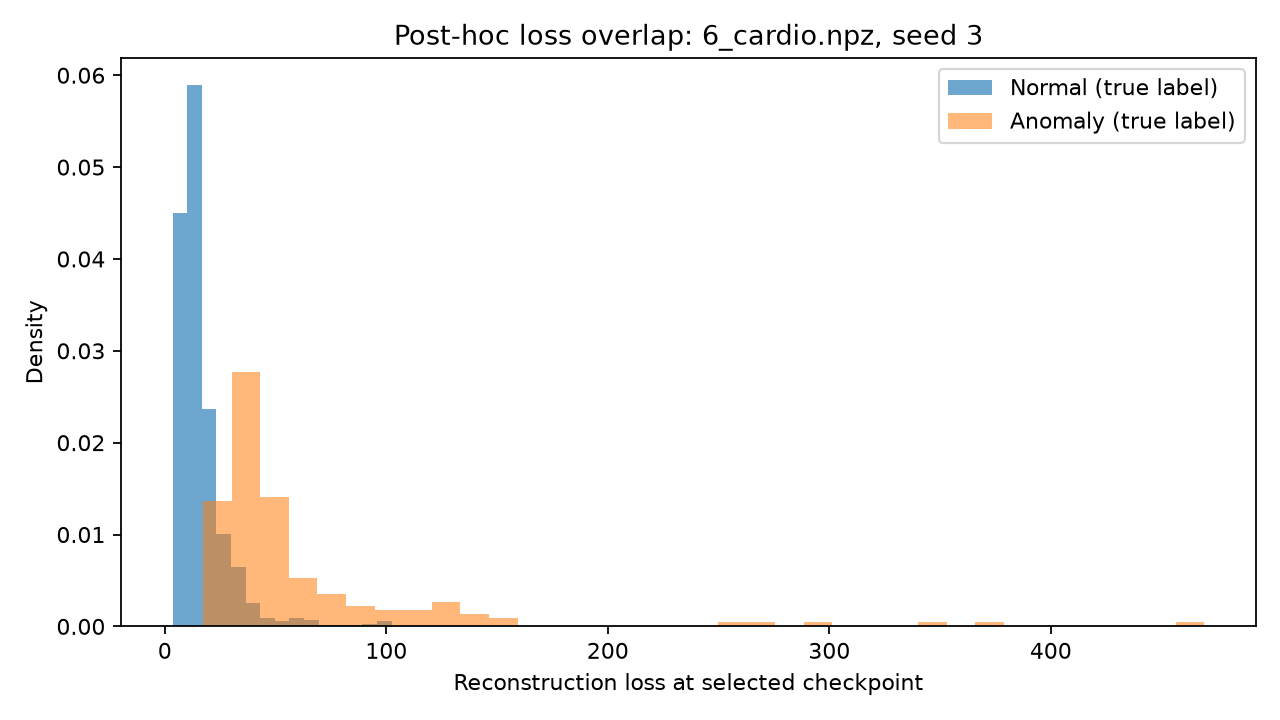 Post-hoc loss overlap: 6_cardio.npz, seed 3
Normal (true label)
Anomaly (true label)
0.06
0.05
0.04
0.03
0.02
0.01
0.00
Density
0
100
200
300
400
Reconstruction loss at selected checkpoint